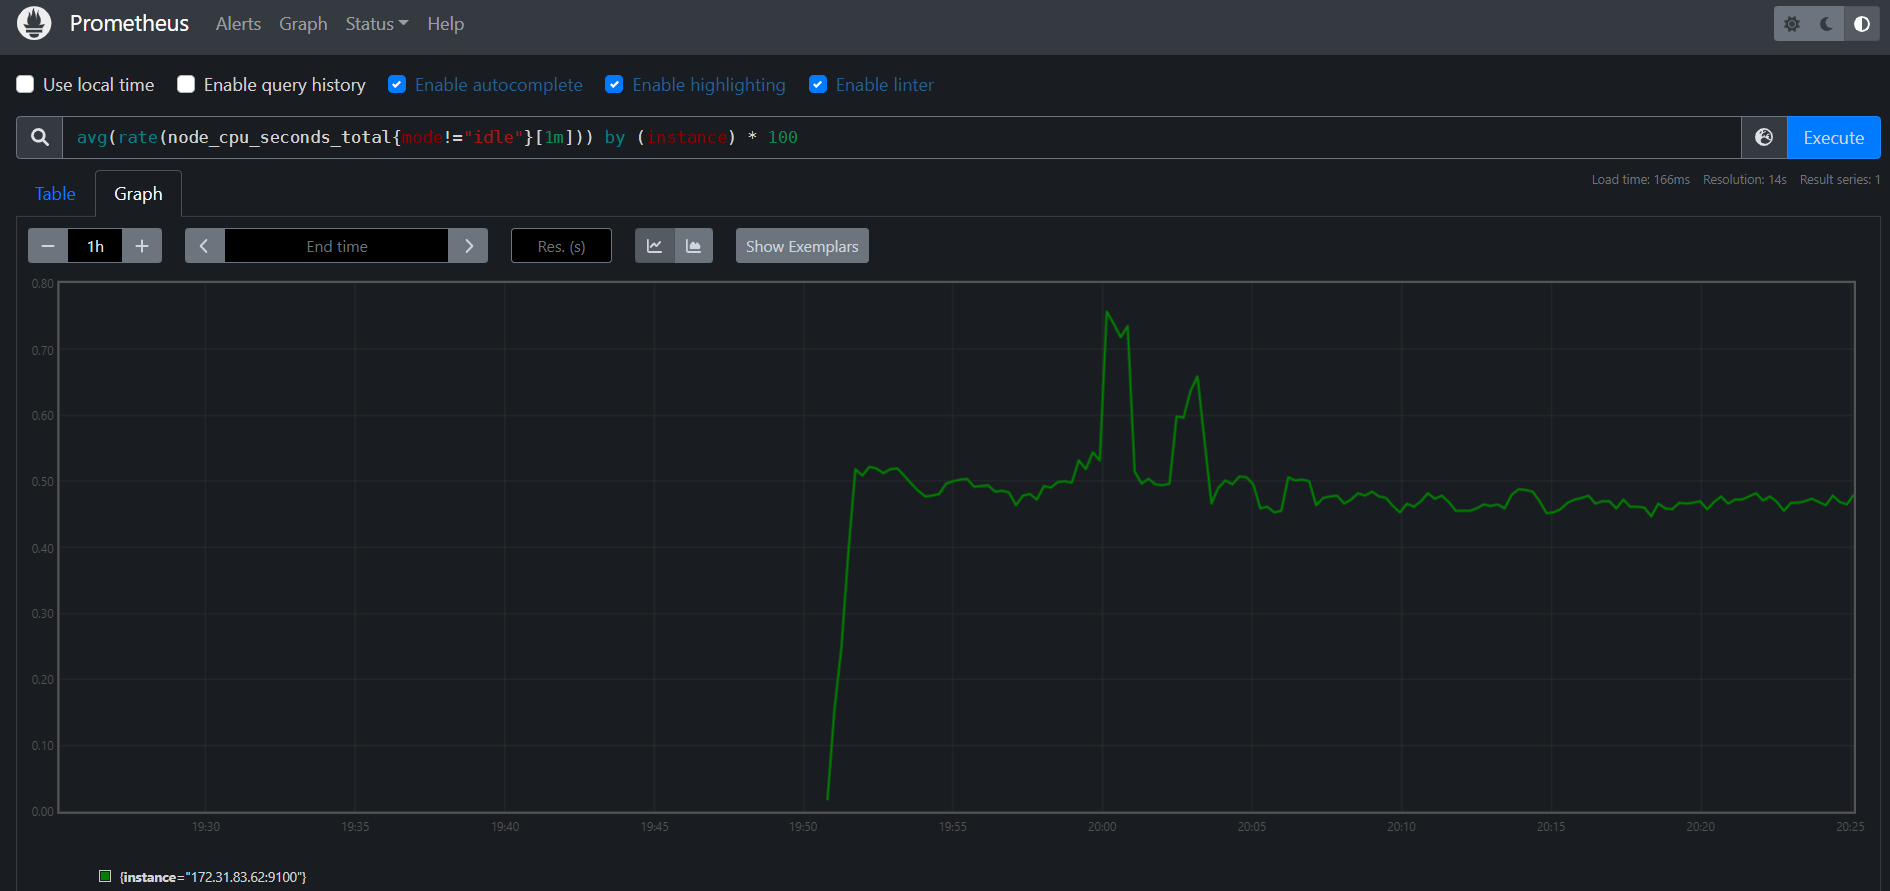 Prometheus Alerts Graph Status Help
Use local time Enable query history Enable autocomplete Enable highlighting Enable linter
avg(rate(node_cpu_seconds_total{mode!="idle"}[1m])) by (instance) * 100 Execute
Table Graph Load time: 166ms Resolution: 14s Result series: 1
1h End time Res. (s) Show Exemplars
0.80
0.70
0.60
0.50
0.40
0.30
0.20
0.10
0.00
19:30 19:35 19:40 19:45 19:50 19:55 20:00 20:05 20:10 20:15 20:20 20:25
{instance="172.31.83.62:9100"}